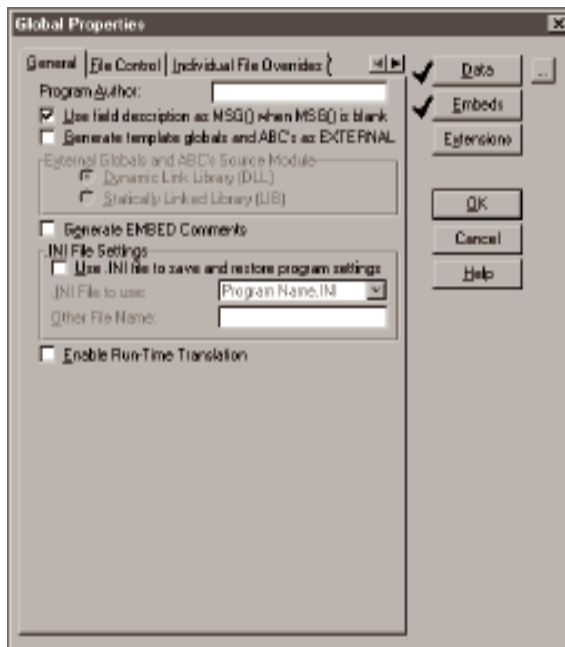 Global Properties
General File Control Individual File Overrides
Program Author:
Use field description as MSG() when MSG() is blank
Generate template globals and ABC's as EXTERNAL
External Globals and ABC's Source Module
Dynamic Link Library (DLL)
Statically Linked Library (LIB)
Generate EMBED Comments
.INI File Settings
Use .INI file to save and restore program settings
.INI File to use: Program Name.INI
Other File Name:
Enable Run-Time Translation
Data ...
Embeds
Extensions
OK
Cancel
Help